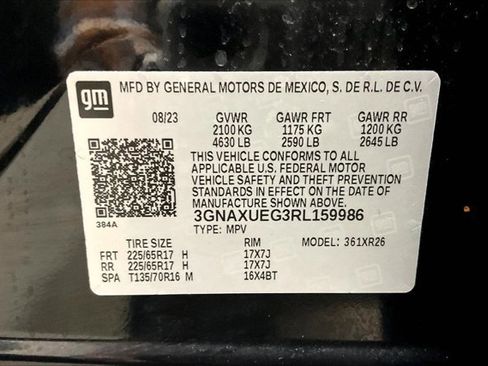 gm
MFD BY GENERAL MOTORS DE MEXICO, S. DE R.L. DE C.V.
08/23 GVWR GAWR FRT GAWR RR
2100 KG 1175 KG 1200 KG
4630 LB 2590 LB 2645 LB
THIS VEHICLE CONFORMS TO ALL
APPLICABLE U.S. FEDERAL MOTOR
VEHICLE SAFETY AND THEFT PREVENTION
STANDARDS IN EFFECT ON THE DATE OF
MANUFACTURE SHOWN ABOVE.
384A
3GNAXUEG3RL159986
TYPE: MPV
TIRE SIZE RIM MODEL: 361XR26
FRT 225/65R17 H 17X7J
RR 225/65R17 H 17X7J
SPA T135/70R16 M 16X4BT